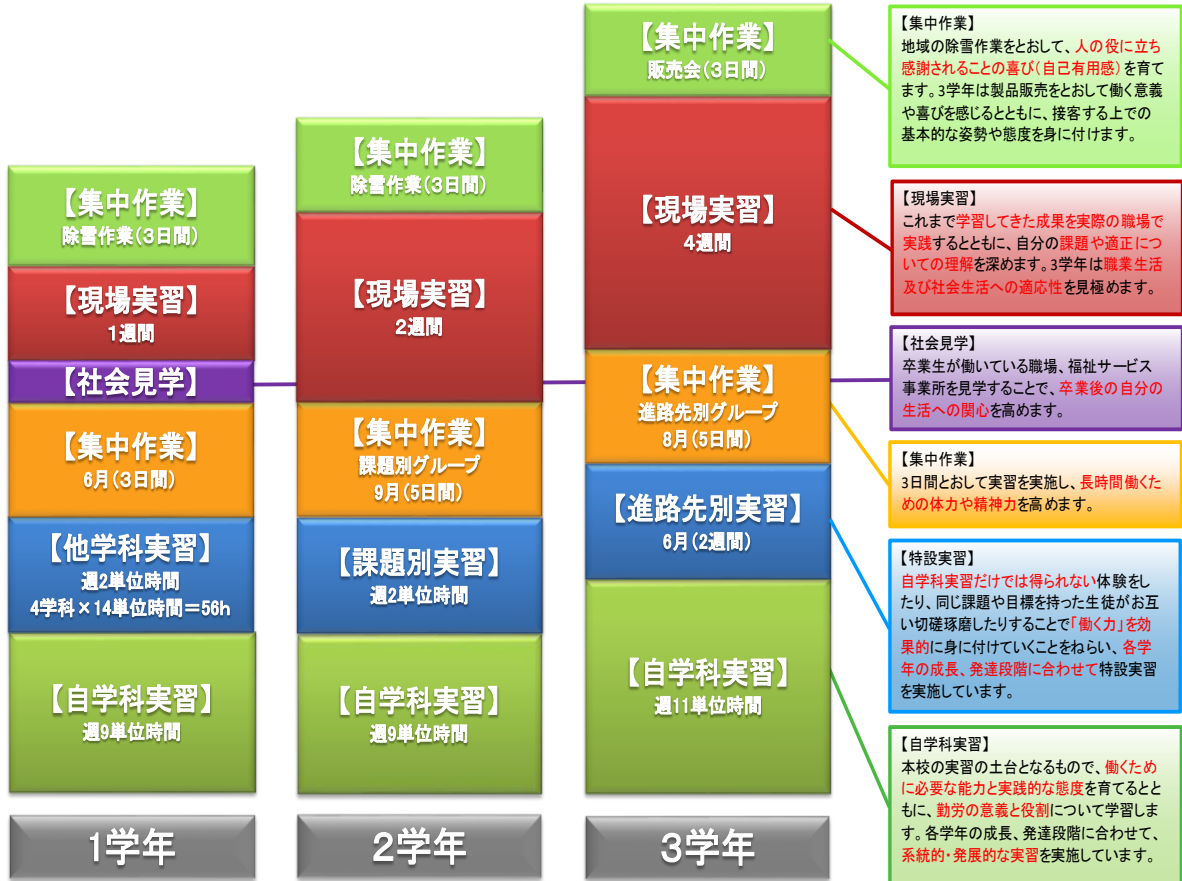 【集中作業】
除雪作業(3日間)
【現場実習】
1週間
【社会見学】
【集中作業】
6月(3日間)
【他学科実習】
週2単位時間
4学科×14単位時間＝56h
【自学科実習】
週9単位時間
1学年
【集中作業】
除雪作業(3日間)
【現場実習】
2週間
【集中作業】
課題別グループ
9月(5日間)
【課題別実習】
週2単位時間
【自学科実習】
週9単位時間
2学年
【集中作業】
販売会(3日間)
【現場実習】
4週間
【集中作業】
進路先別グループ
8月(5日間)
【進路先別実習】
6月(2週間)
【自学科実習】
週11単位時間
3学年
【集中作業】
地域の除雪作業をとおして、人の役に立ち
感謝されることの喜び(自己有用感)を育て
ます。3学年は製品販売をとおして働く意義
や喜びを感じるとともに、接客する上での
基本的な姿勢や態度を身に付けます。
【現場実習】
これまで学習してきた成果を実際の職場で
実践するとともに、自分の課題や適正につ
いての理解を深めます。3学年は職業生活
及び社会生活への適応性を見極めます。
【社会見学】
卒業生が働いている職場、福祉サービス
事業所を見学することで、卒業後の自分の
生活への関心を高めます。
【集中作業】
3日間とおして実習を実施し、長時間働くた
めの体力や精神力を高めます。
【特設実習】
自学科実習だけでは得られない体験をし
たり、同じ課題や目標を持った生徒がお互
い切磋琢磨したりすることで「働く力」を効
果的に身に付けていくことをねらい、各学
年の成長、発達段階に合わせて特設実習
を実施しています。
【自学科実習】
本校の実習の土台となるもので、働くため
に必要な能力と実践的な態度を育てるとと
もに、勤労の意義と役割について学習しま
す。各学年の成長、発達段階に合わせて、
系統的・発展的な実習を実施しています。